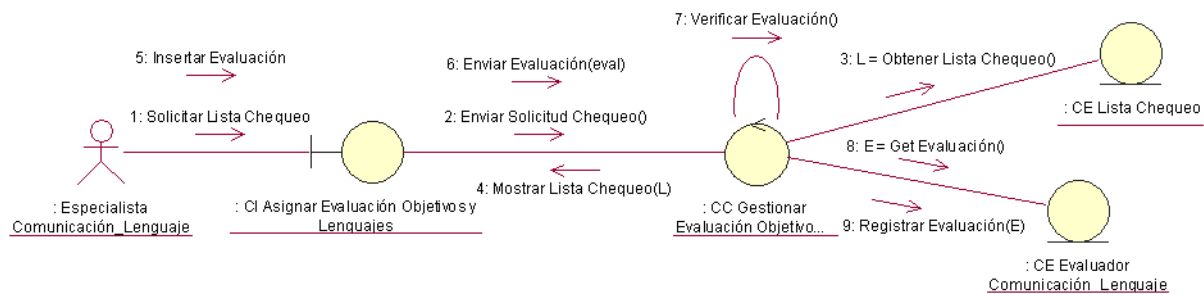 7: Verificar Evaluación()
5: Insertar Evaluación
6: Enviar Evaluación(eval)
3: L = Obtener Lista Chequeo()
1: Solicitar Lista Chequeo
2: Enviar Solicitud Chequeo()
: CE Lista Chequeo
8: E= Get Evaluación()
4: Mostrar Lista Chequeo(L)
: Especialista
Comunicación_Lenguaje
: CI Asignar Evaluación Objetivos y
Lenguajes
: CC Gestionar
Evaluación Objetivo...
9: Registrar Evaluación(E)
: CE Evaluador
Comunicación_Lenguaje